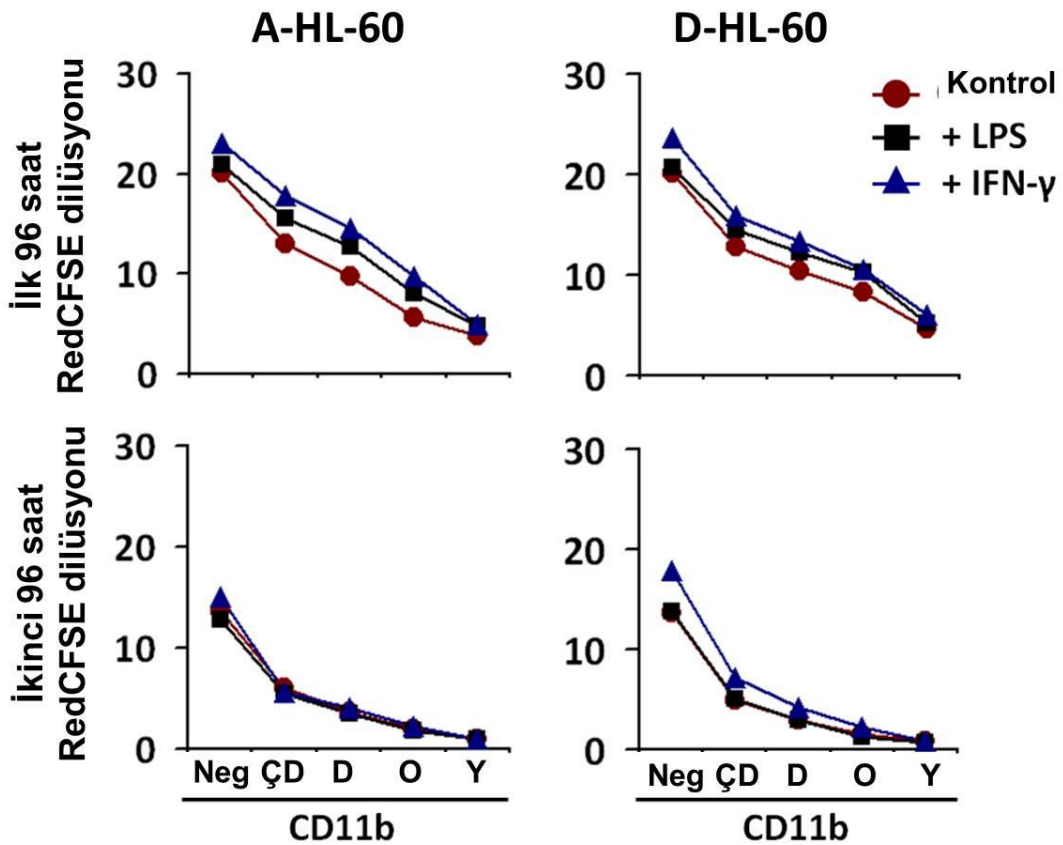 A-HL-60
D-HL-60
İlk 96 saat
RedCFSE dilüsyonu
30
20
10
0
30
20
10
0
Kontrol
+ LPS
+ IFN-γ
İkinci 96 saat
RedCFSE dilüsyonu
30
20
10
0
Neg ÇD D O Y
CD11b
30
20
10
0
Neg ÇD D O Y
CD11b